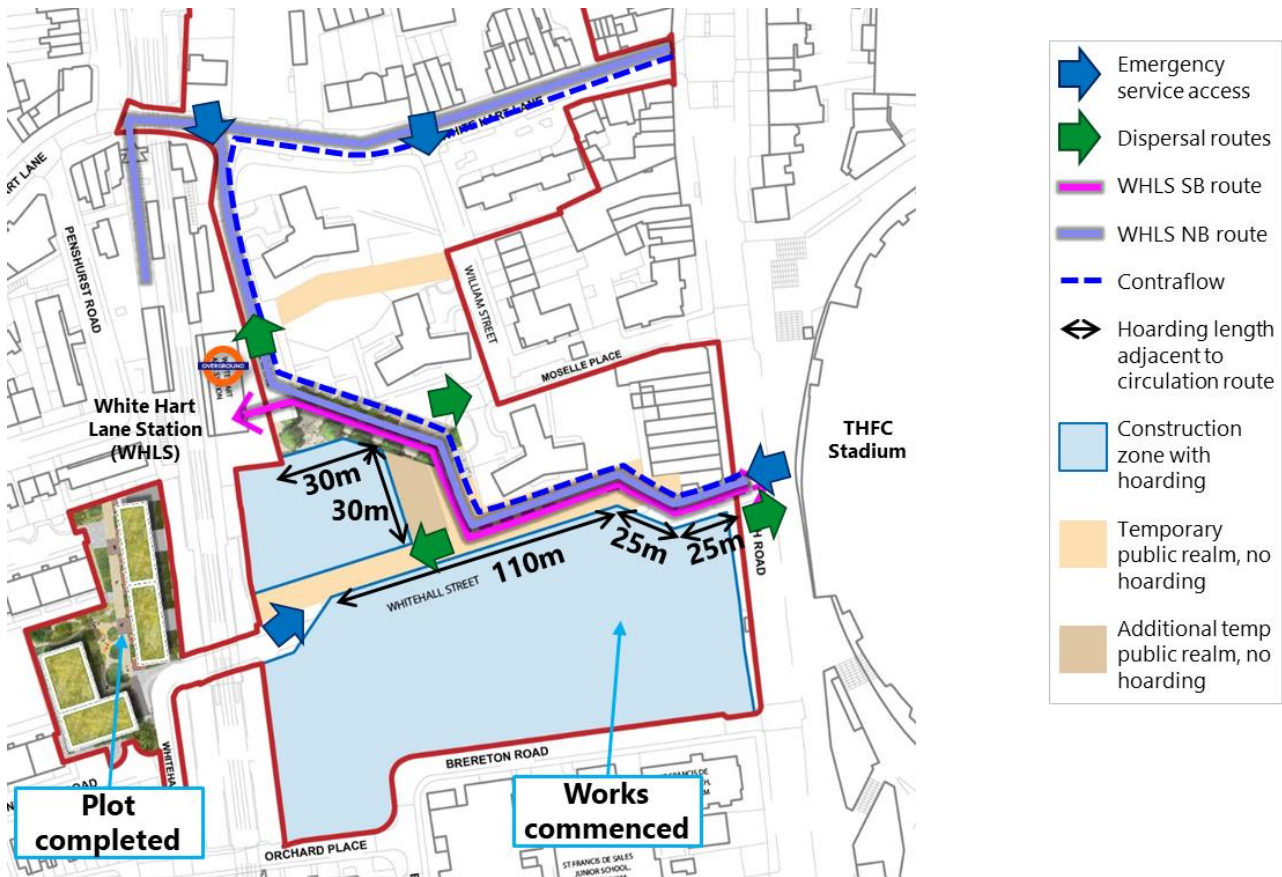 WHITE HART LANE
PENSHURST ROAD
WILLIAM STREET
MOSELLE PLACE
OVERGROUND
White Hart
Lane Station
(WHLS)
THFC
Stadium
30m
30m
110m
25m
25m
WHITEHALL STREET
BRERETON ROAD
Plot
completed
Works
commenced
ORCHARD PLACE
ST FRANCIS DE SALES
JUNIOR SCHOOL,
Emergency
service access
Dispersal routes
WHLS SB route
WHLS NB route
Contraflow
Hoarding length
adjacent to
circulation route
Construction
zone with
hoarding
Temporary
public realm, no
hoarding
Additional temp
public realm, no
hoarding